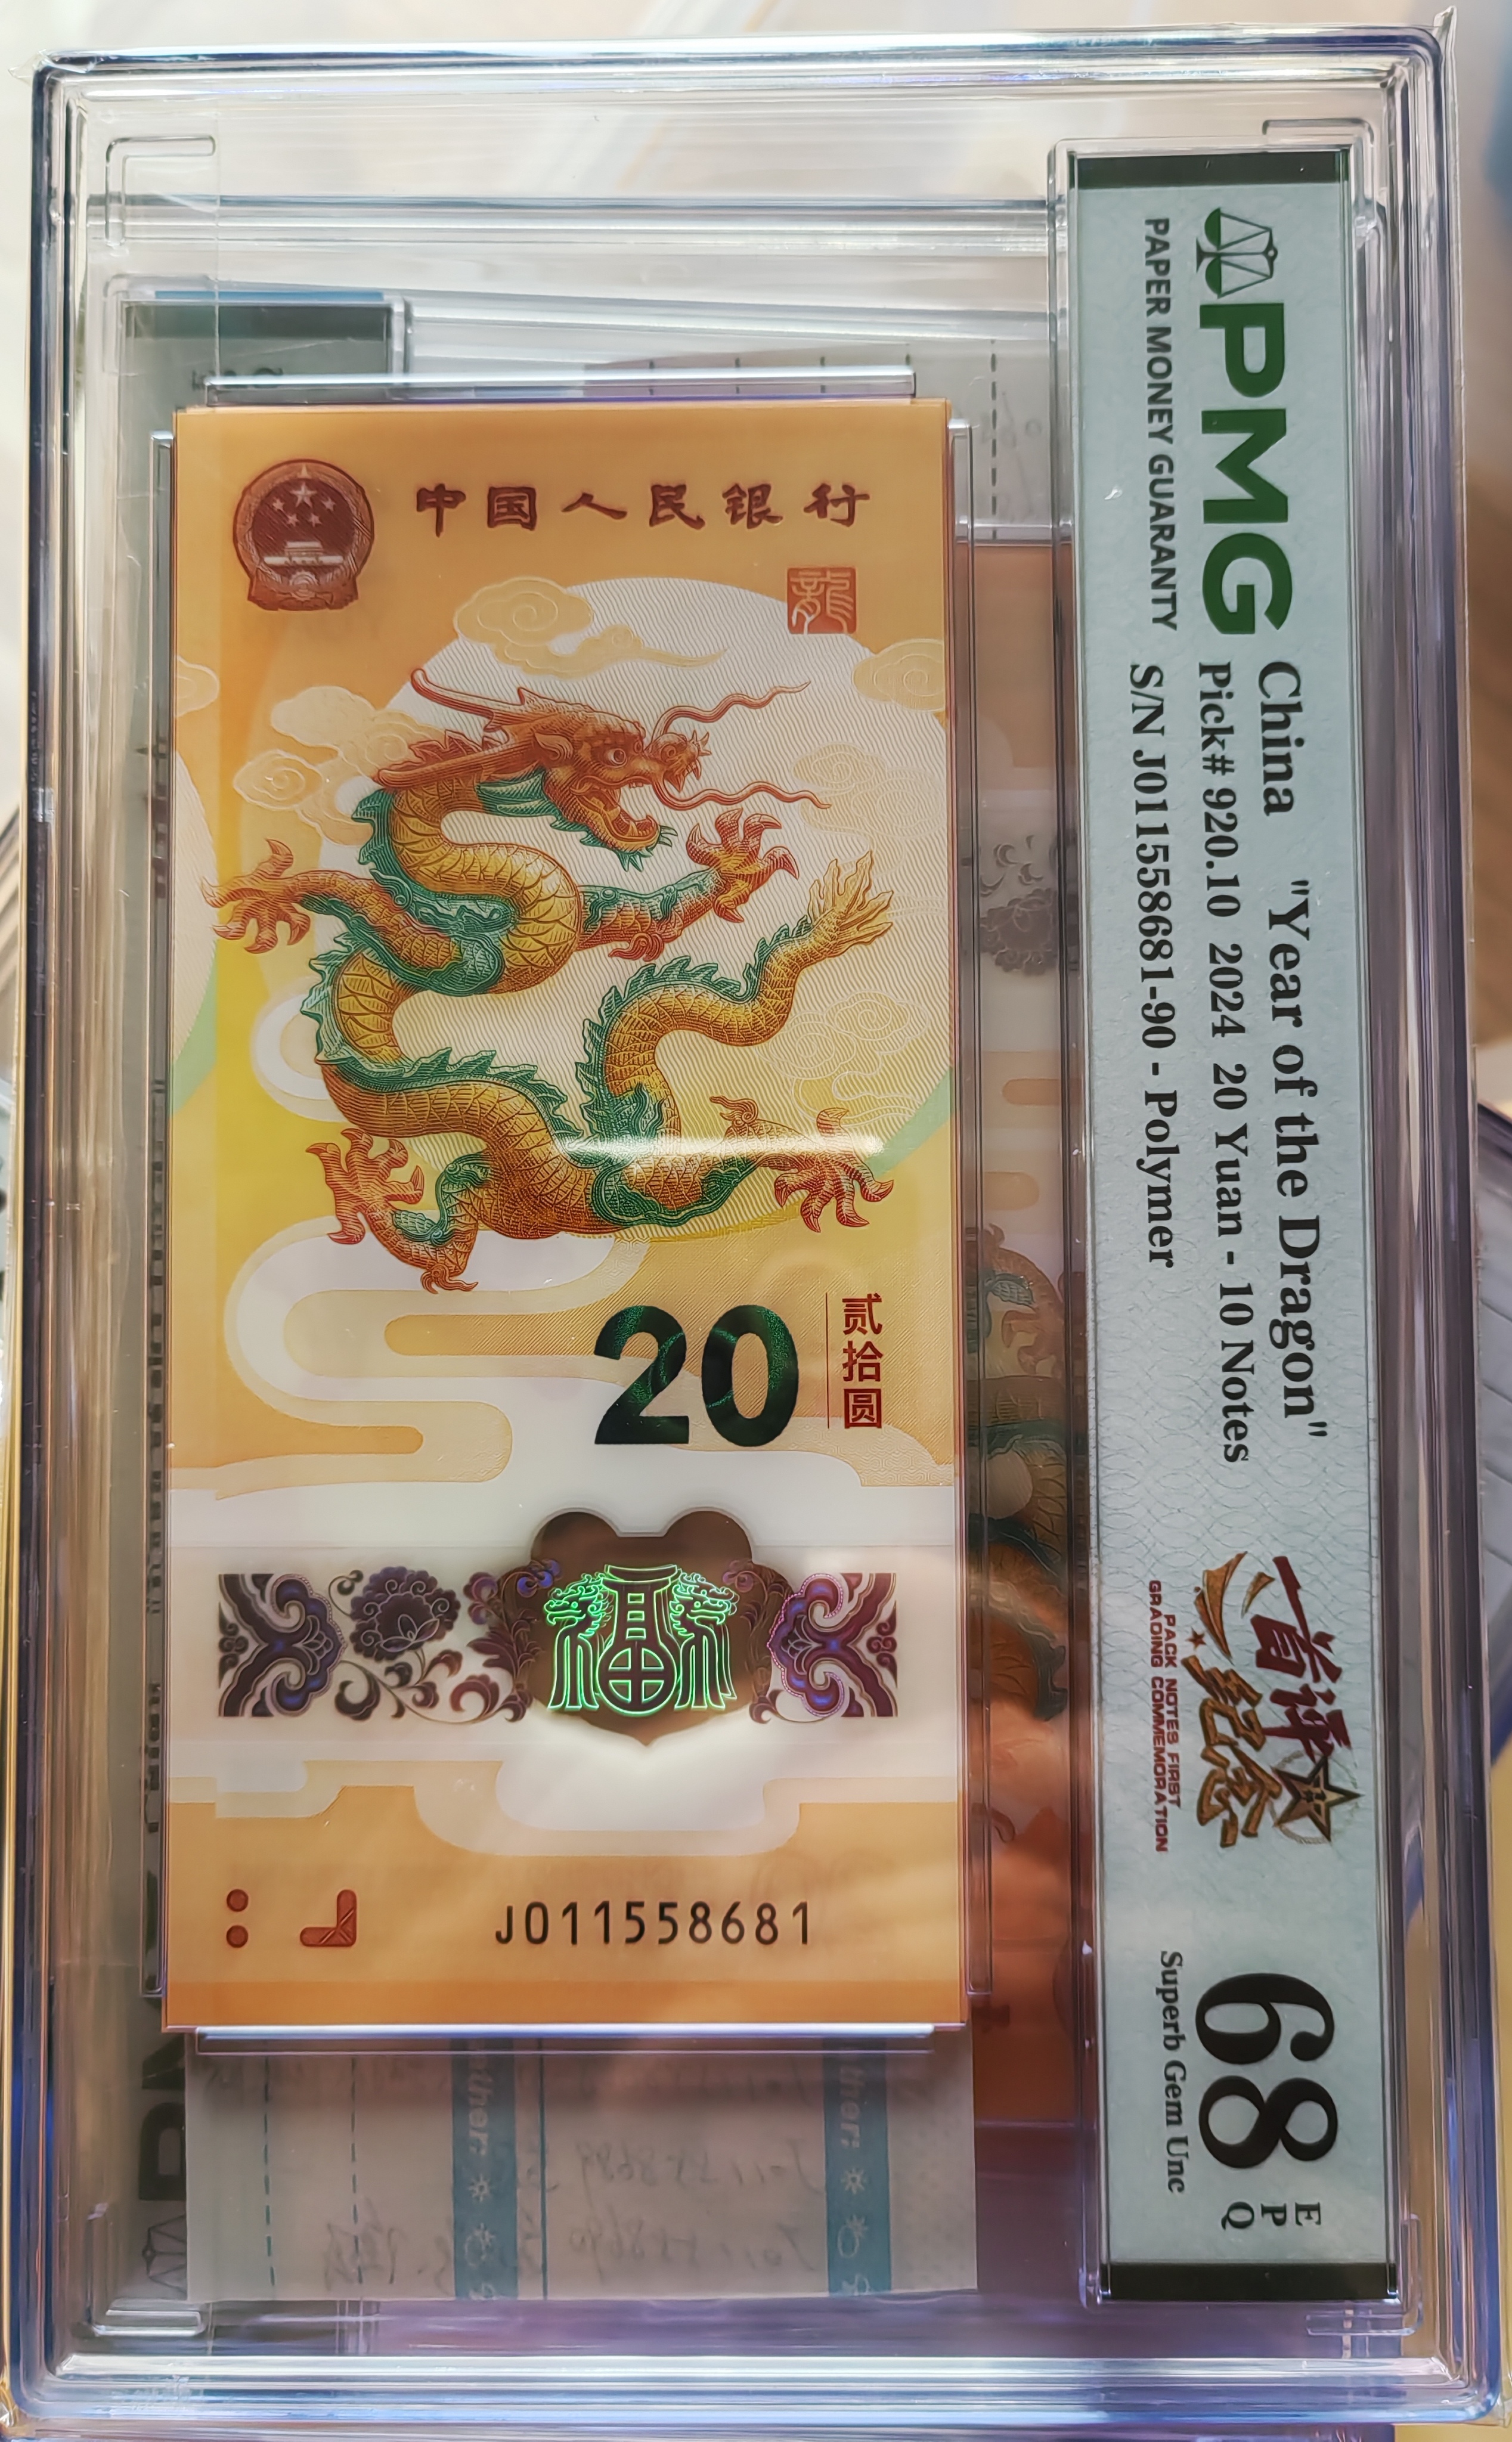 PMG
PAPER MONEY GUARANTY
China "Year of the Dragon"
Pick# 920.10 2024 20 Yuan - 10 Notes
S/N J011558681-90 - Polymer
首评
纪念
PACK NOTES FIRST
GRADING COMMEMORATION
68
EPQ
Superb Gem Unc
中国人民银行
龍
20
贰拾圆
福
J011558681